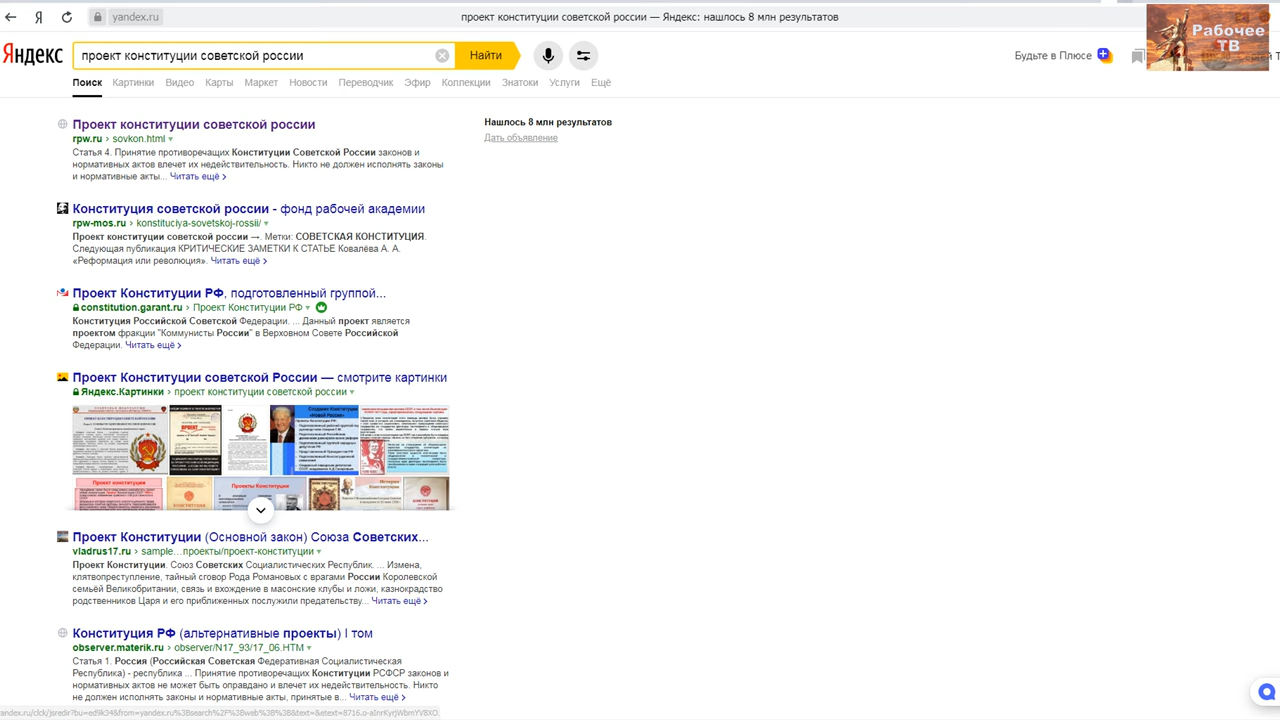 Я yandex.ru проект конституции советской россии — Яндекс: нашлось 8 млн результатов
Рабочее ТВ
Яндекс проект конституции советской россии Найти Будьте в Плюсе
Поиск Картинки Видео Карты Маркет Новости Переводчик Эфир Коллекции Знатоки Услуги Ещё
Проект конституции советской россии
rpw.ru › sovkon.html
Статья 4. Принятие противоречащих Конституции Советской России законов и
нормативных актов влечет их недействительность. Никто не должен исполнять законы
и нормативные акты... Читать ещё ›
Нашлось 8 млн результатов
Дать объявление
Конституция советской россии - фонд рабочей академии
rpw-mos.ru › konstituciya-sovetskoj-rossii/
Проект конституции советской россии →. Метки: СОВЕТСКАЯ КОНСТИТУЦИЯ.
Следующая публикация КРИТИЧЕСКИЕ ЗАМЕТКИ К СТАТЬЕ Ковалёва А. А.
«Реформация или революция». Читать ещё ›
Проект Конституции РФ, подготовленный группой...
constitution.garant.ru › Проект Конституции РФ
Конституция Российской Советской Федерации. ... Данный проект является
проектом фракции "Коммунисты России" в Верховном Совете Российской
Федерации. Читать ещё ›
Проект Конституции советской России — смотрите картинки
Яндекс.Картинки › проект конституции советской россии
Проект Конституции (Основной закон) Союза Советских...
vladrus17.ru › sample...проекты/проект-конституции
Проект Конституции. Союз Советских Социалистических Республик. ... Измена,
клятвопреступление, тайный сговор Рода Романовых с врагами России Королевской
семьёй Великобритании, связи и вхождение в масонские клубы и ложи, казнокрадство
родственников Царя и его приближенных послужили предательству... Читать ещё ›
Конституция РФ (альтернативные проекты) I том
observer.materik.ru › observer/N17_93/17_06.HTM
Статья 1. Россия (Российская Советская Федеративная Социалистическая
Республика) - республика ... Принятие противоречащих Конституции РСФСР законов и
нормативных актов не может быть оправдано и влечет их недействительность. Никто
не должен исполнять законы и нормативные акты, принятые в... Читать ещё ›